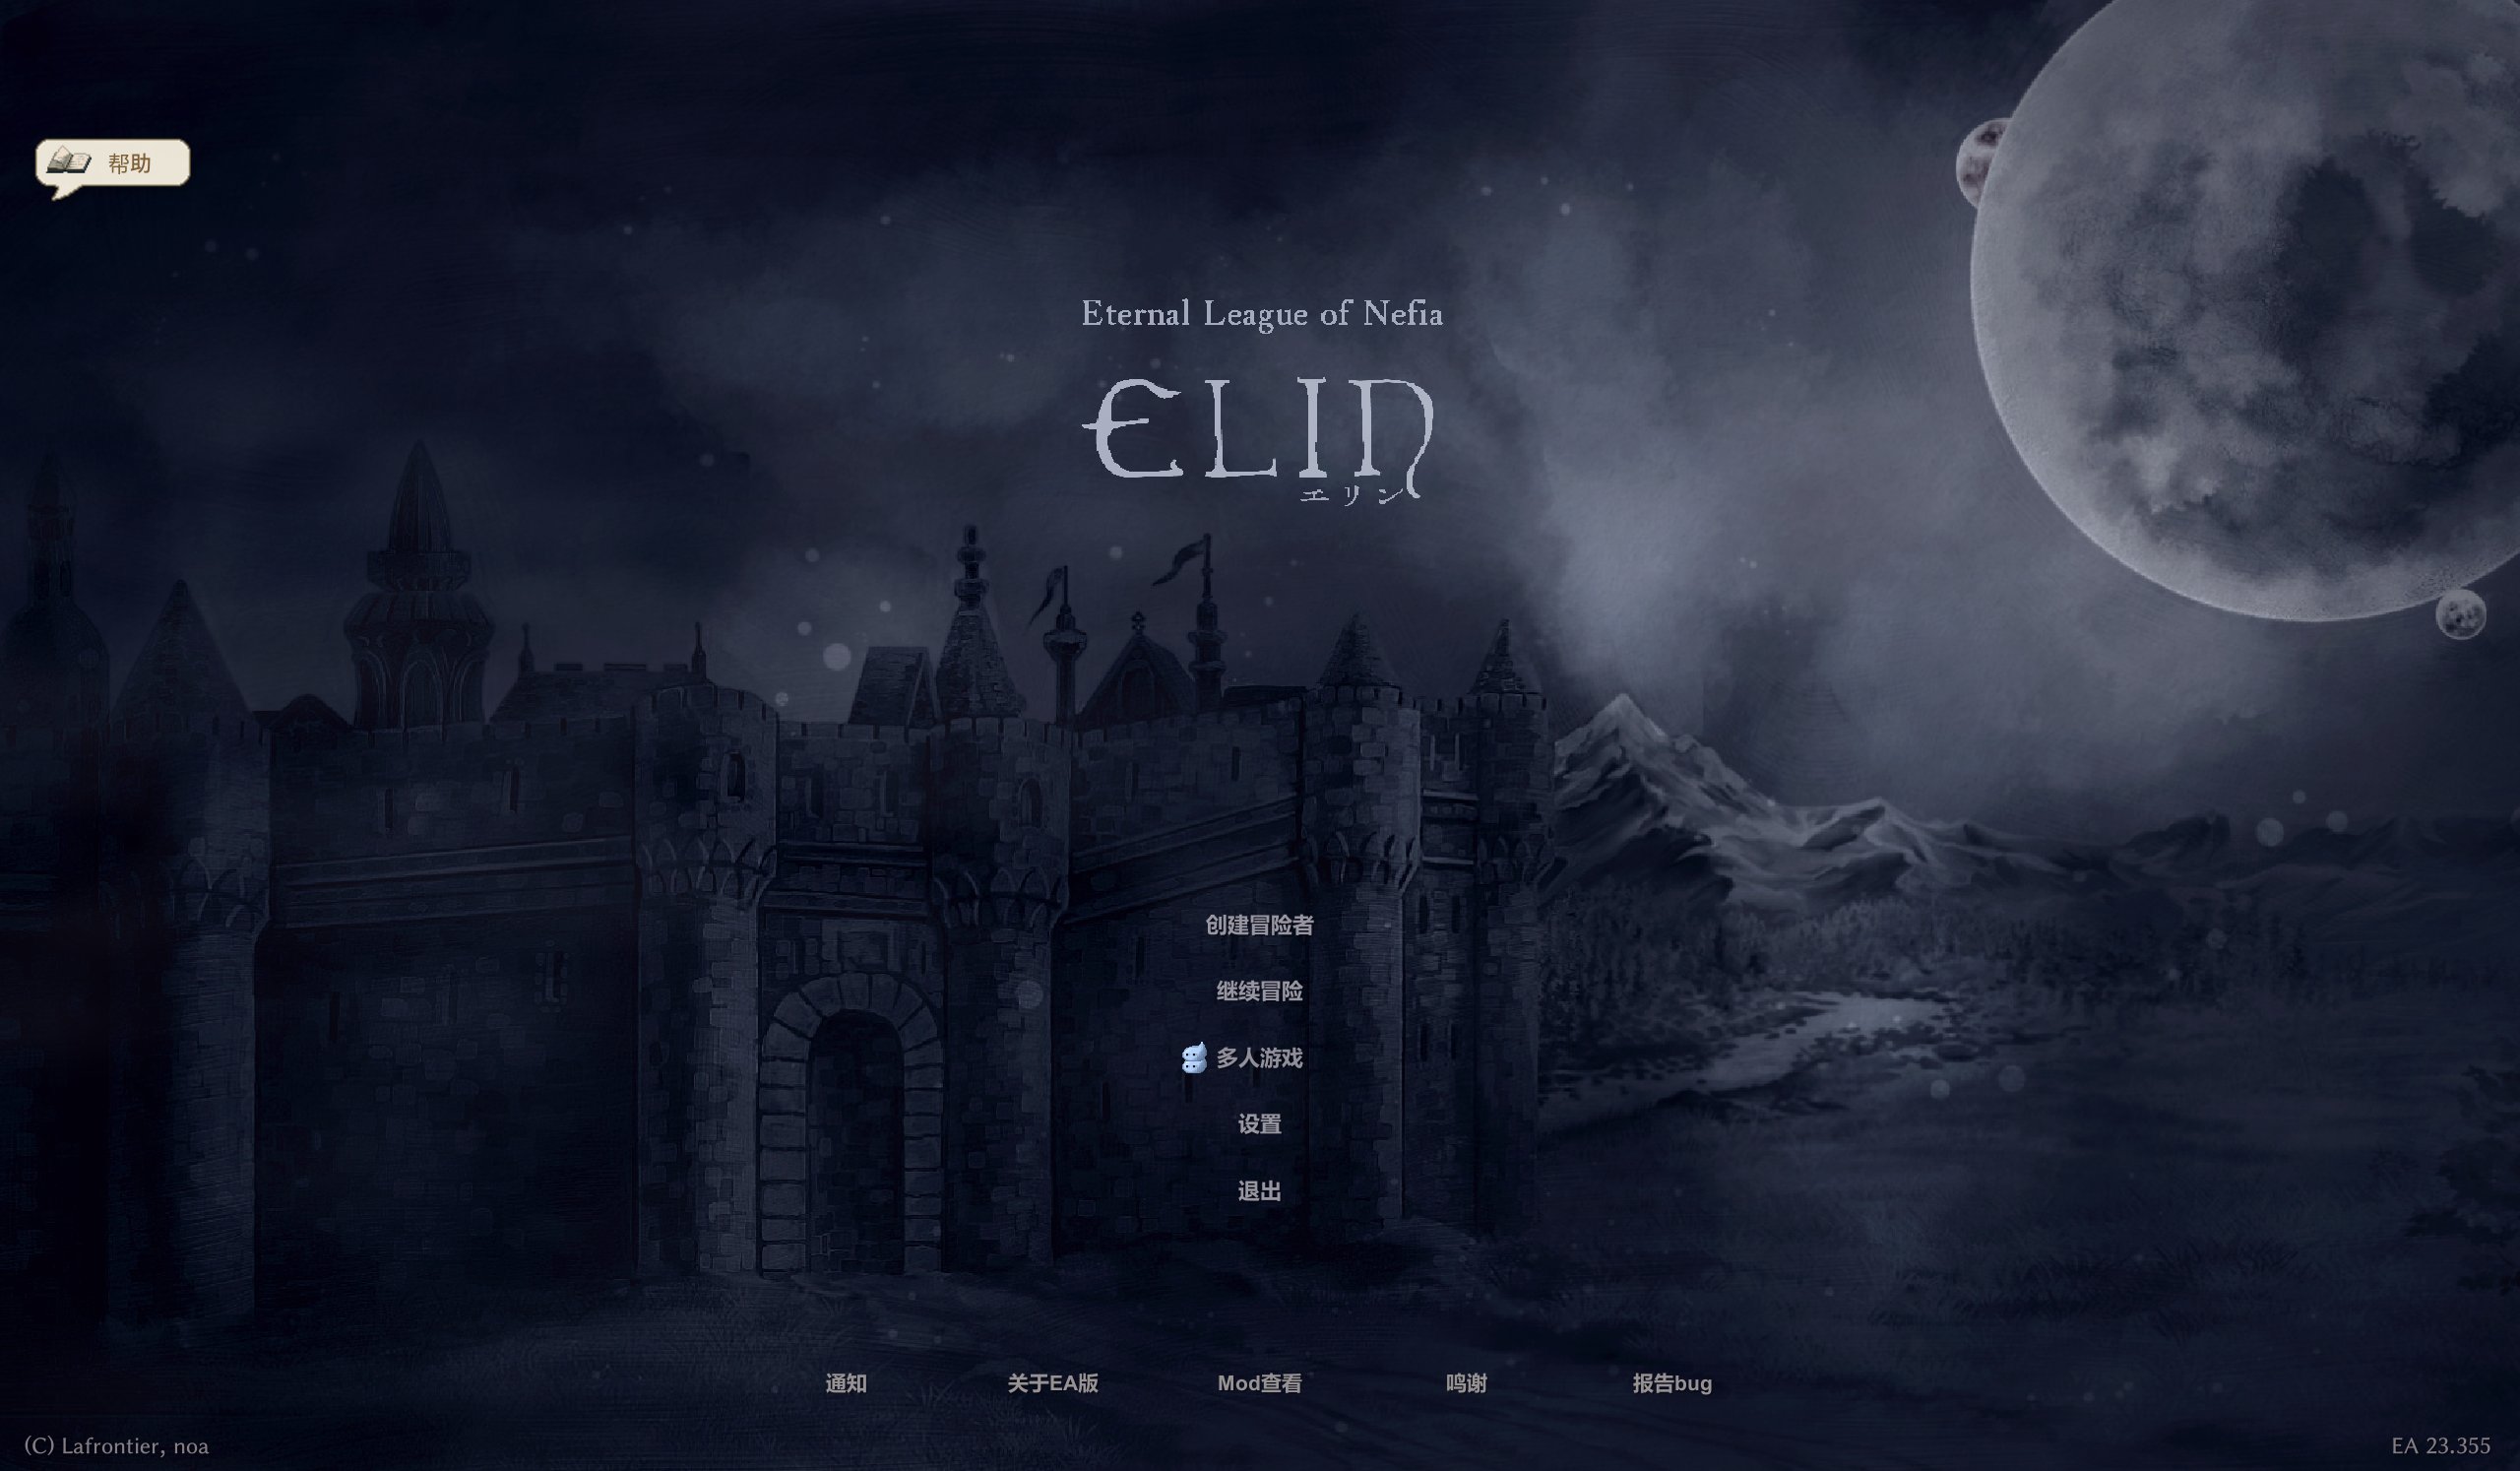 帮助
Eternal League of Nefia
ELIN
エリン
创建冒险者
继续冒险
多人游戏
设置
退出
通知
关于EA版
Mod查看
鸣谢
报告bug
(C) Lafrontier, noa
EA 23.355